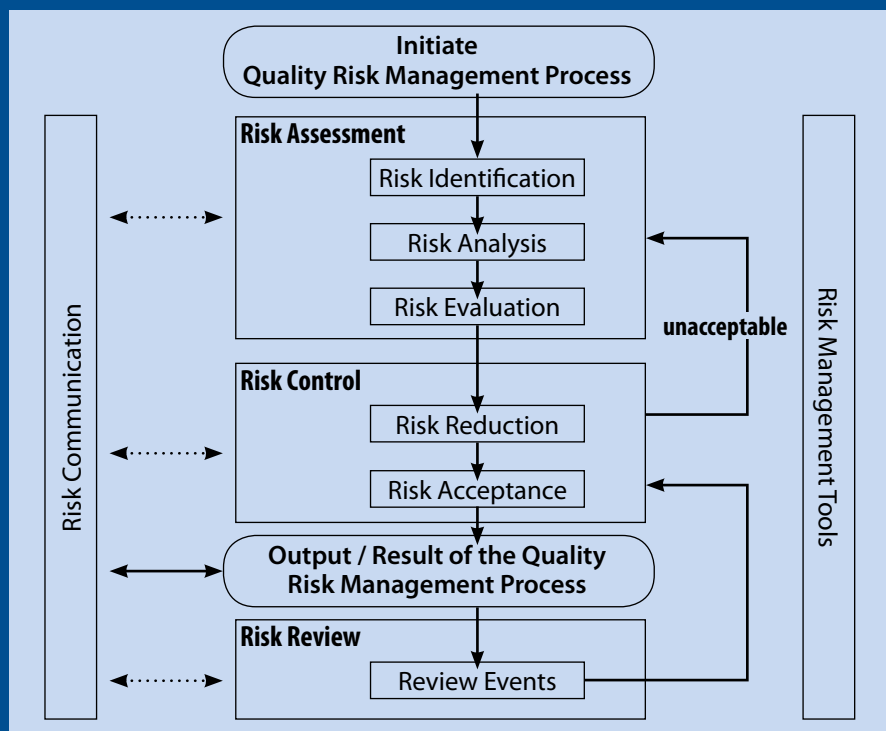 Initiate
Quality Risk Management Process
Risk Assessment
Risk Identification
Risk Analysis
Risk Evaluation
unacceptable
Risk Control
Risk Reduction
Risk Acceptance
Output / Result of the Quality
Risk Management Process
Risk Review
Review Events
Risk Communication
Risk Management Tools